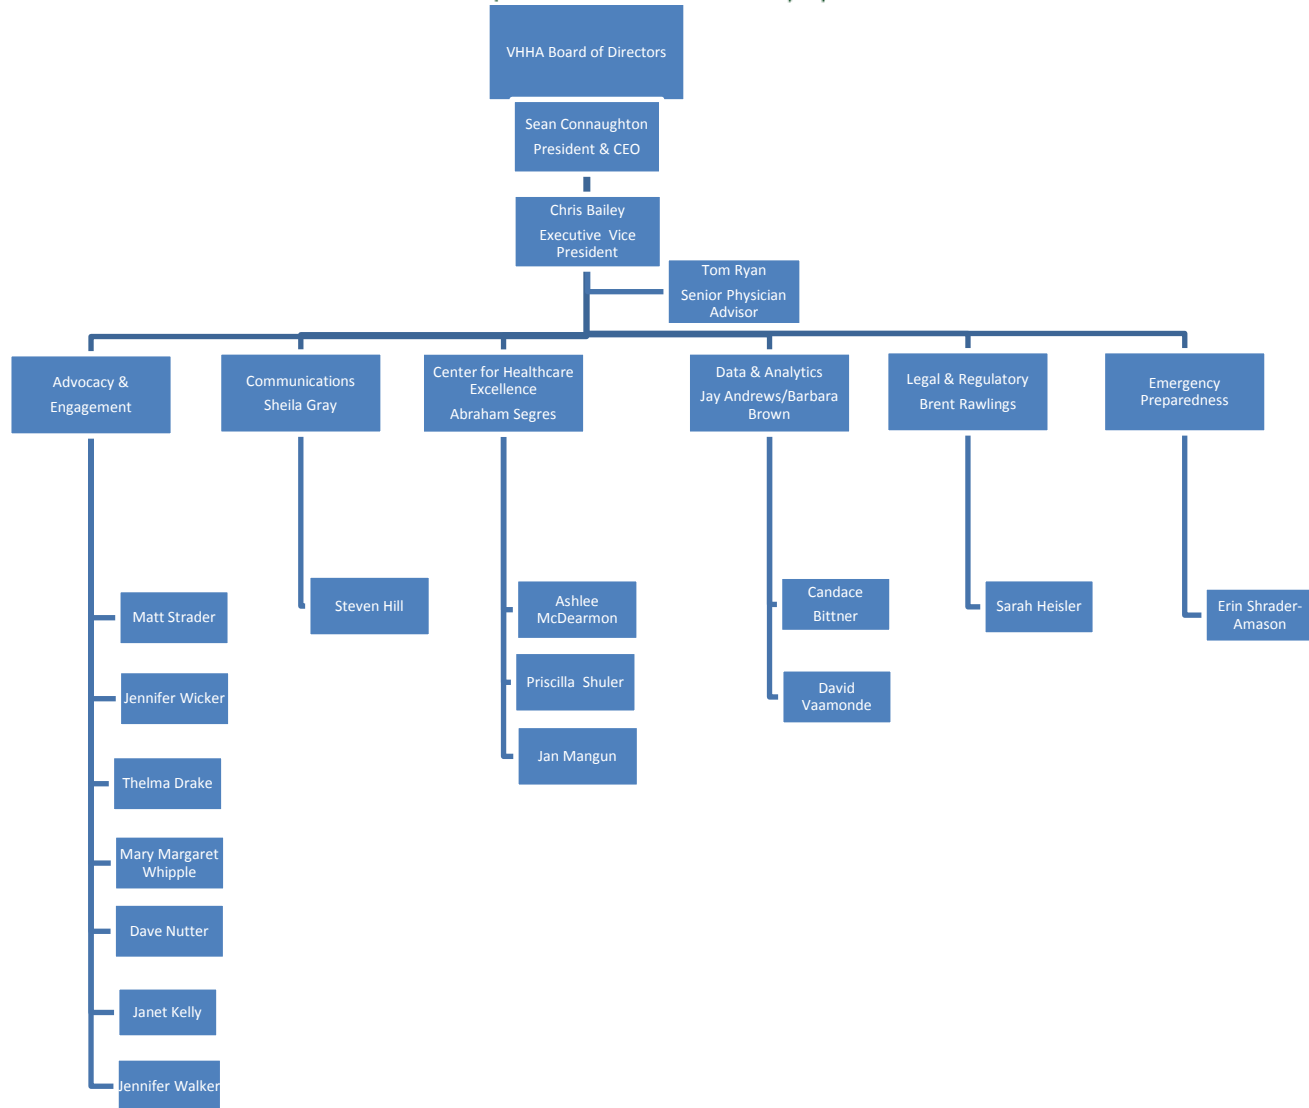 VHHA Board of Directors
Sean Connaughton
President & CEO
Chris Bailey
Executive Vice
President
Tom Ryan
Senior Physician
Advisor
Advocacy &
Engagement
Communications
Sheila Gray
Center for Healthcare
Excellence
Abraham Segres
Data & Analytics
Jay Andrews/Barbara
Brown
Legal & Regulatory
Brent Rawlings
Emergency
Preparedness
Matt Strader
Jennifer Wicker
Thelma Drake
Mary Margaret
Whipple
Dave Nutter
Janet Kelly
Jennifer Walker
Steven Hill
Ashlee
McDearmon
Priscilla Shuler
Jan Mangun
Candace
Bittner
David
Vaamonde
Sarah Heisler
Erin Shrader-
Amason